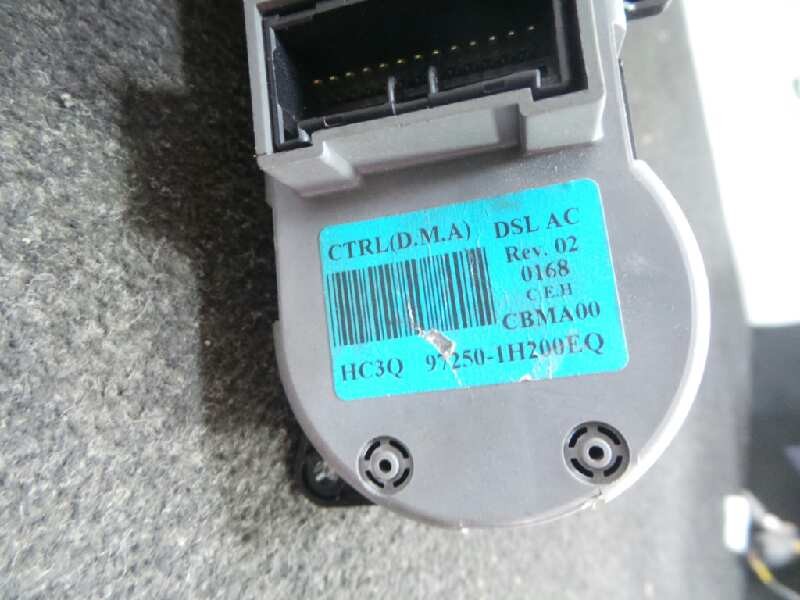 CTRL(D.M.A) DSL AC
Rev. 02
0168
C.E.H
CBMA00
HC3Q 97250-1H200EQ